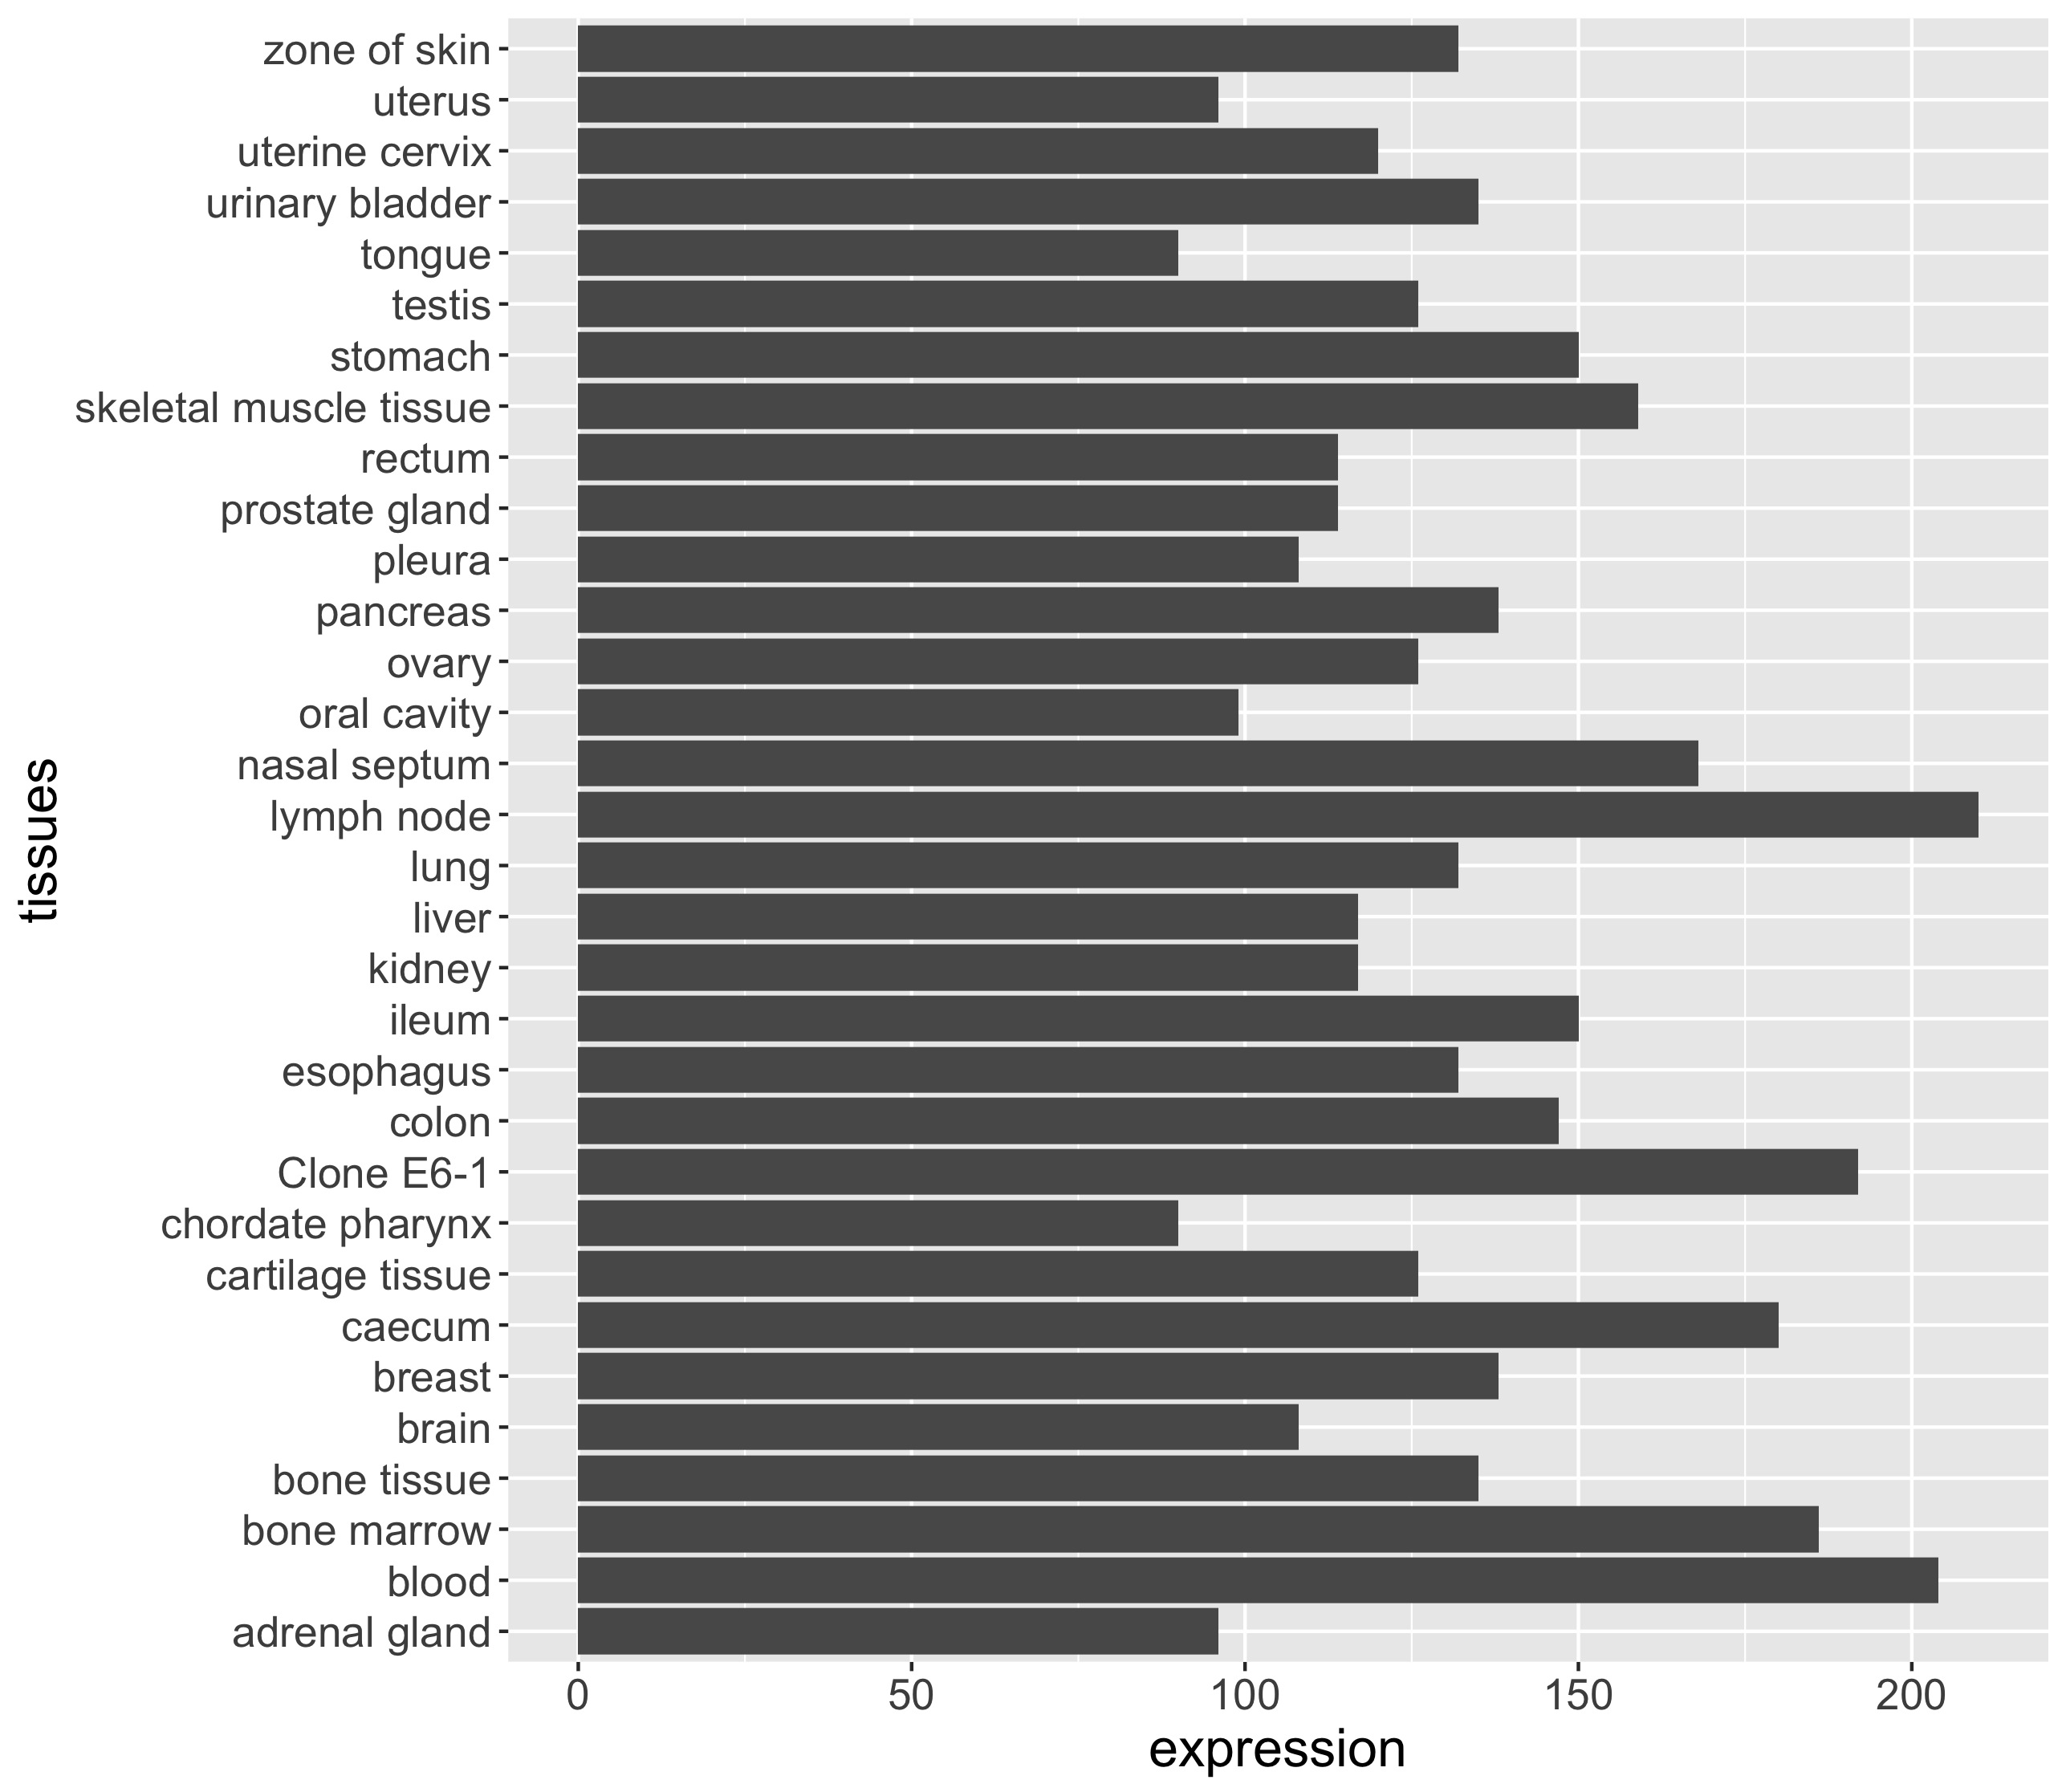 zone of skin
uterus
uterine cervix
urinary bladder
tongue
testis
stomach
skeletal muscle tissue
rectum
prostate gland
pleura
pancreas
ovary
oral cavity
nasal septum
lymph node
lung
liver
kidney
ileum
esophagus
colon
Clone E6-1
chordate pharynx
cartilage tissue
caecum
breast
brain
bone tissue
bone marrow
blood
adrenal gland
tissues
0 50 100 150 200
expression